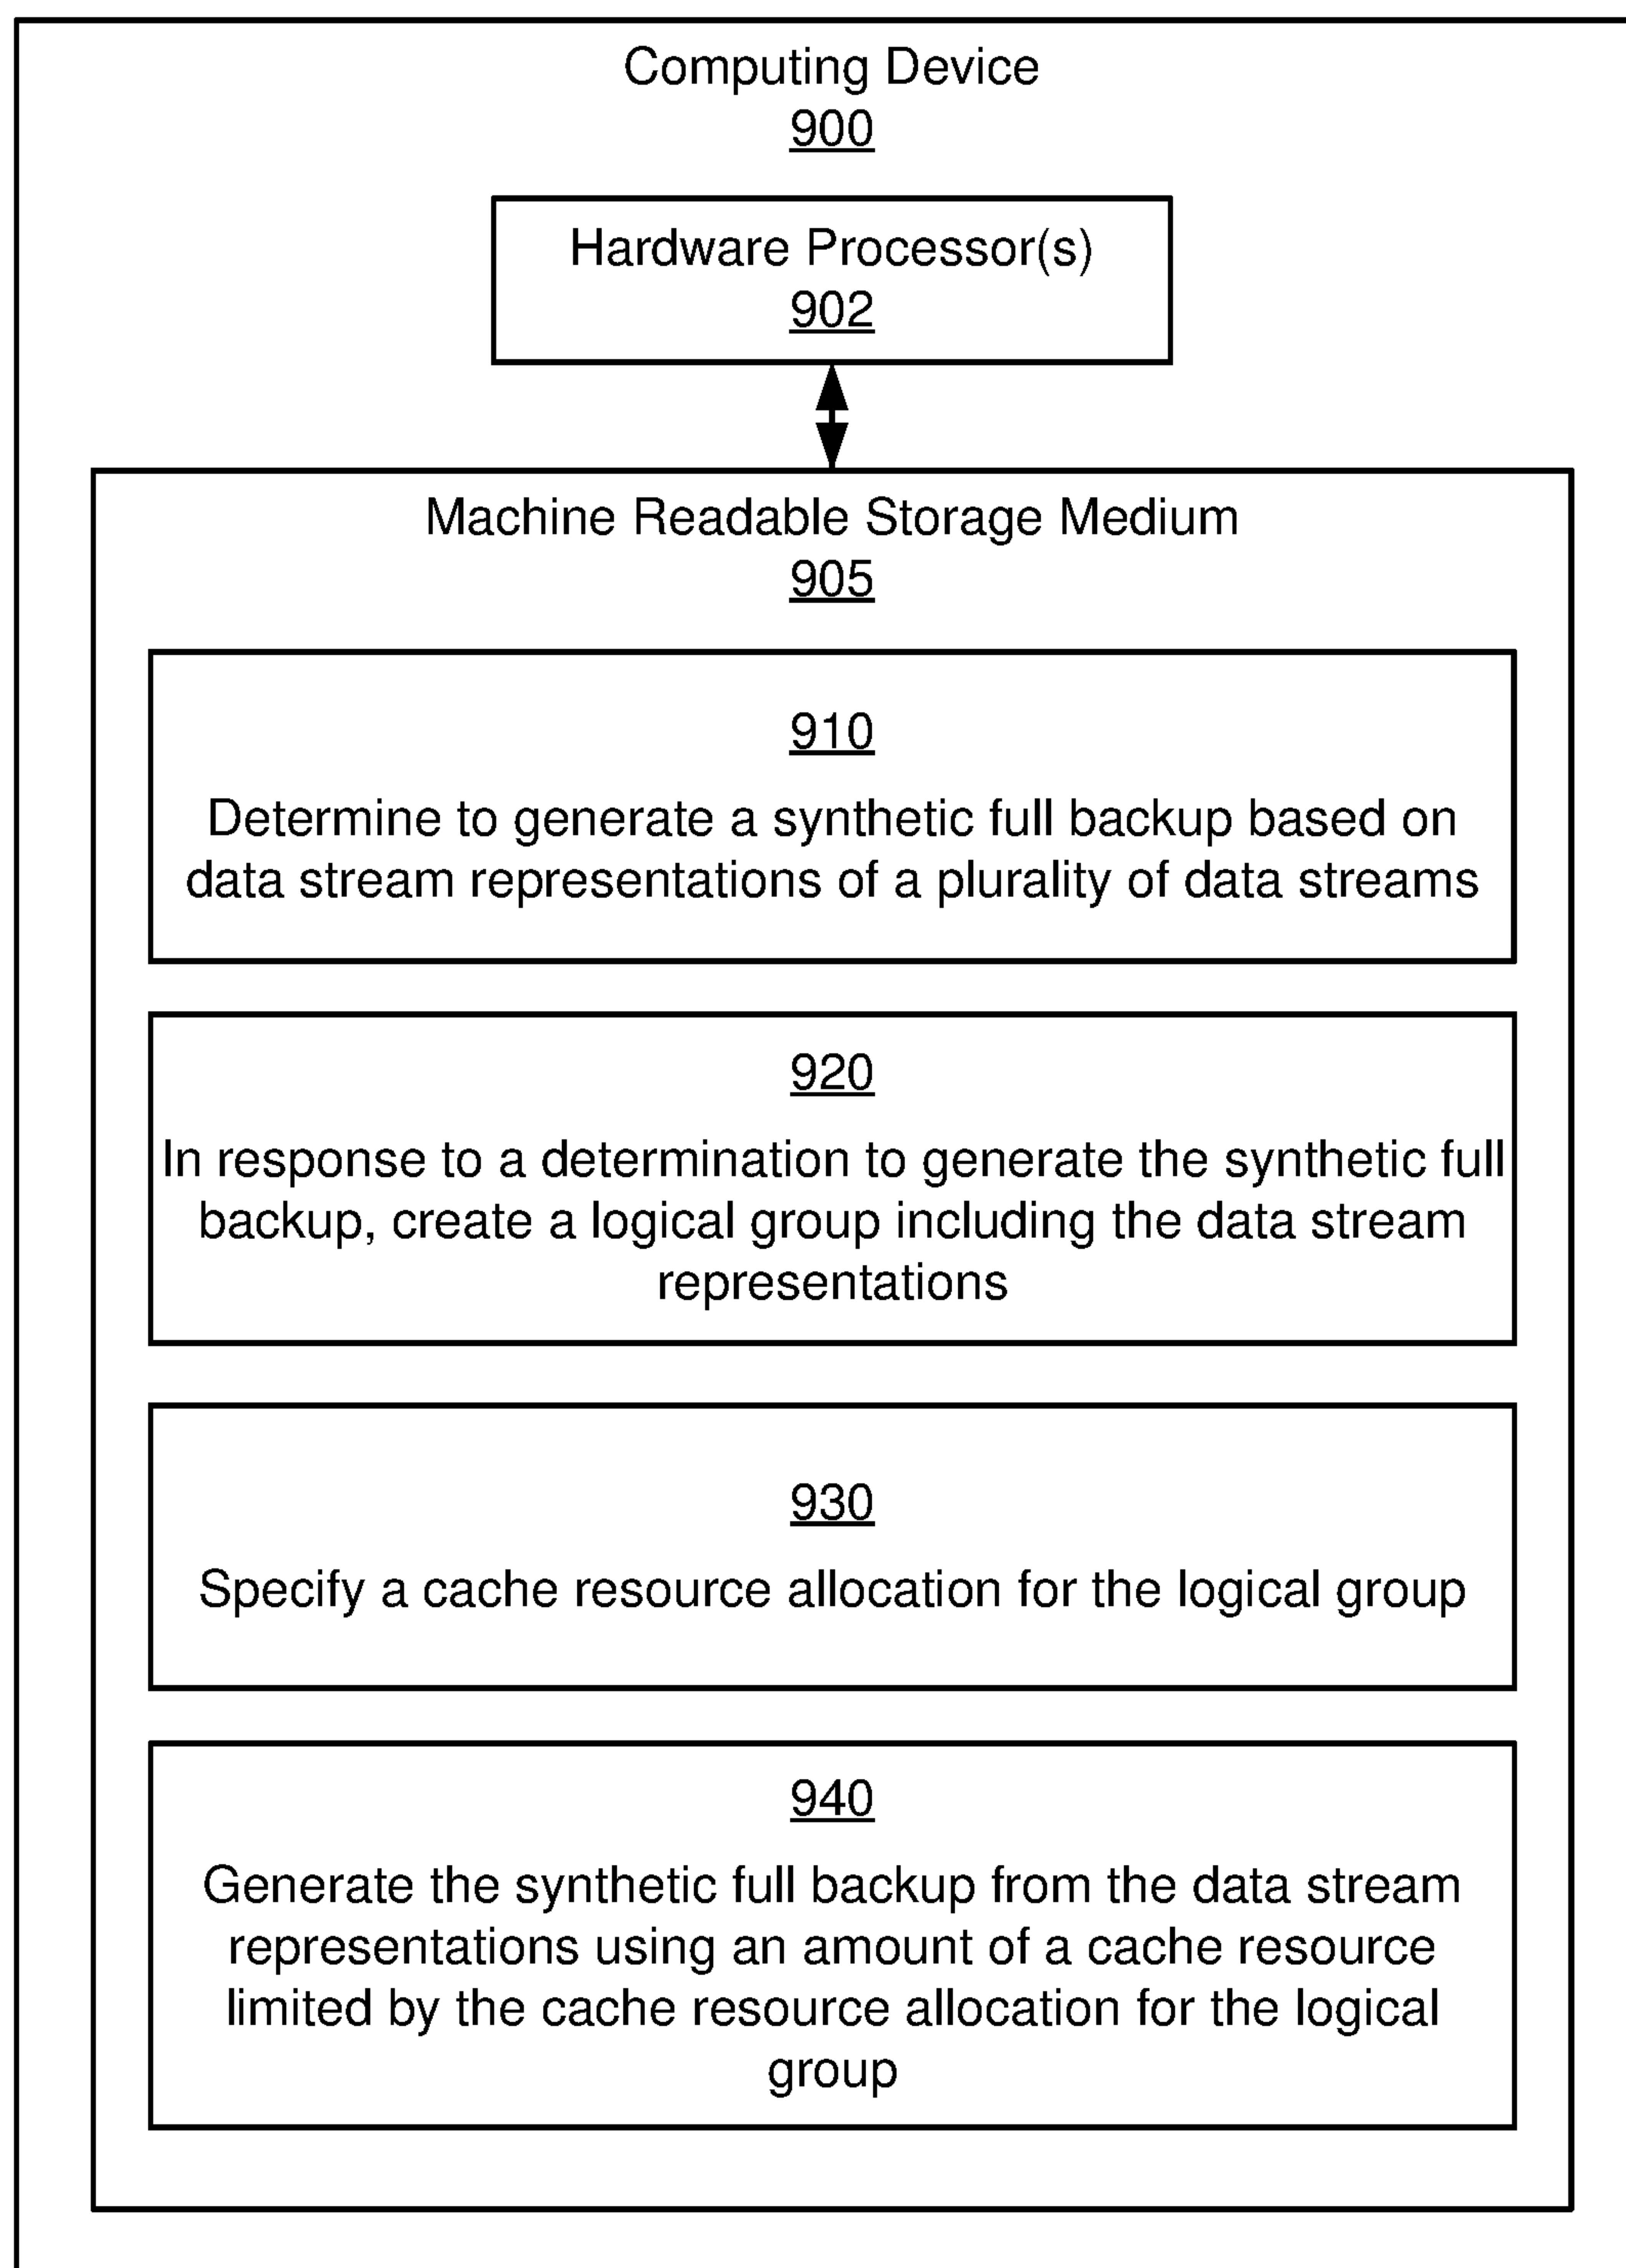 Computing Device
900
Hardware Processor(s)
902
Machine Readable Storage Medium
905
910
Determine to generate a synthetic full backup based on
data stream representations of a plurality of data streams
920
In response to a determination to generate the synthetic full
backup, create a logical group including the data stream
representations
930
Specify a cache resource allocation for the logical group
940
Generate the synthetic full backup from the data stream
representations using an amount of a cache resource
limited by the cache resource allocation for the logical
group